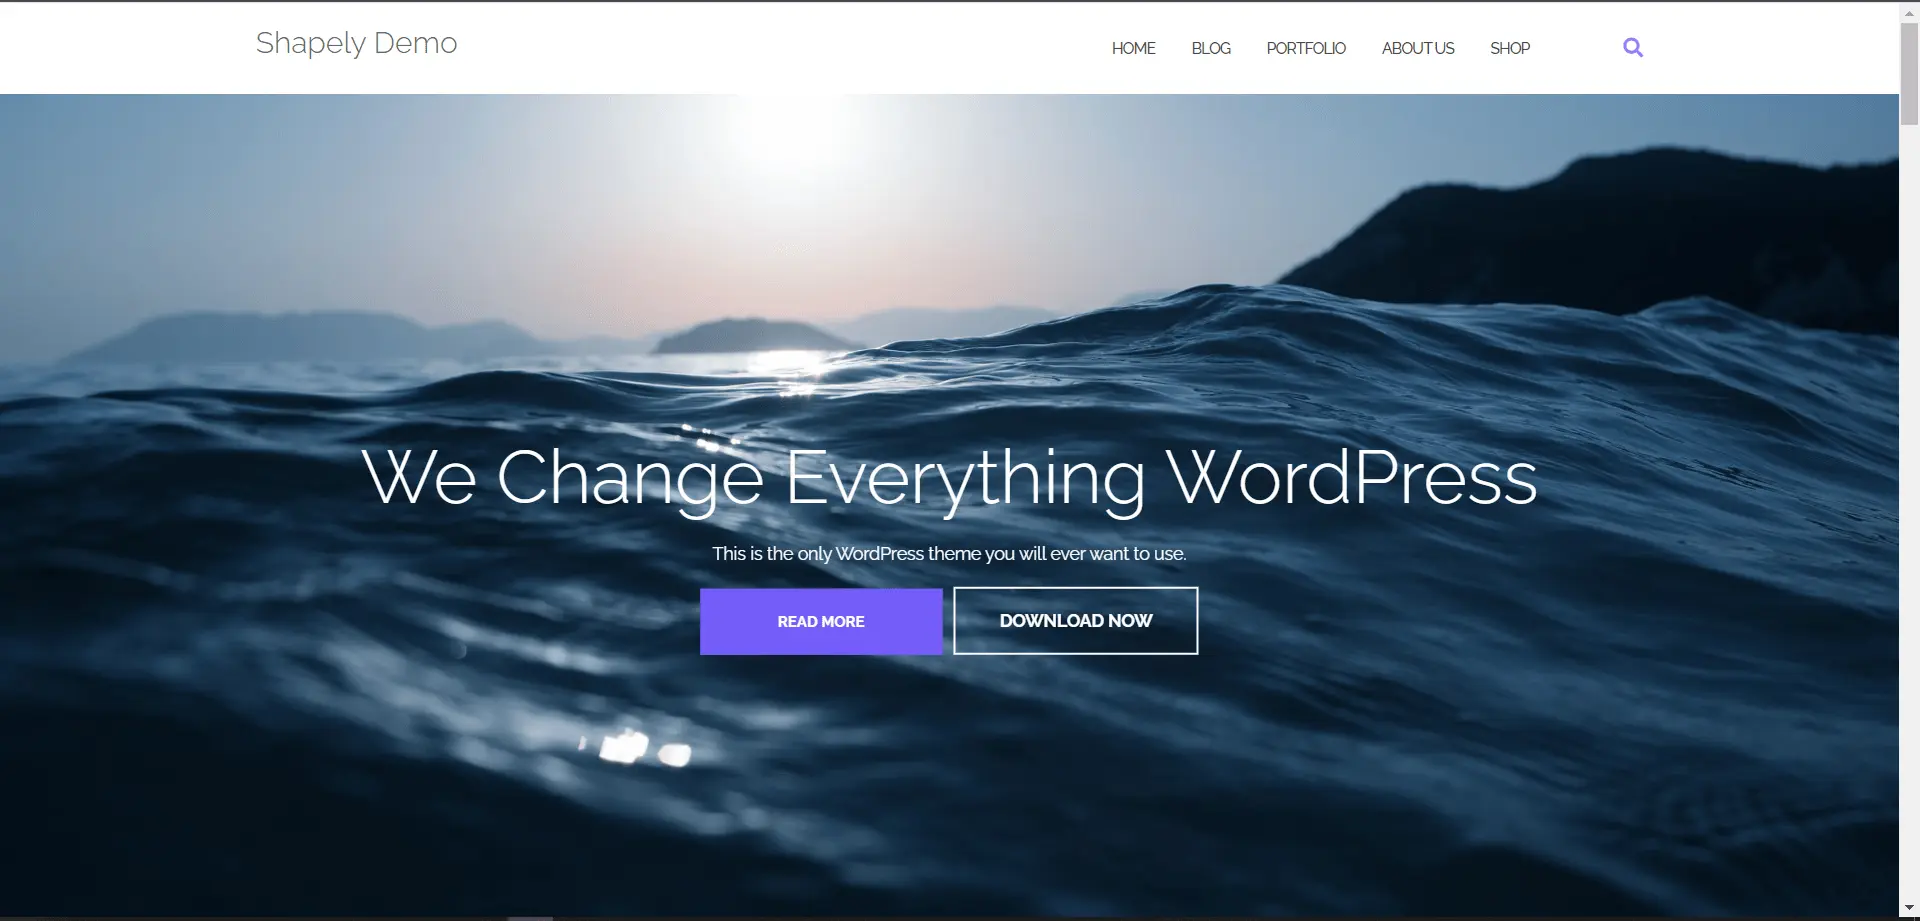 Shapely Demo
HOME BLOG PORTFOLIO ABOUT US SHOP
We Change Everything WordPress
This is the only WordPress theme you will ever want to use.
READ MORE DOWNLOAD NOW